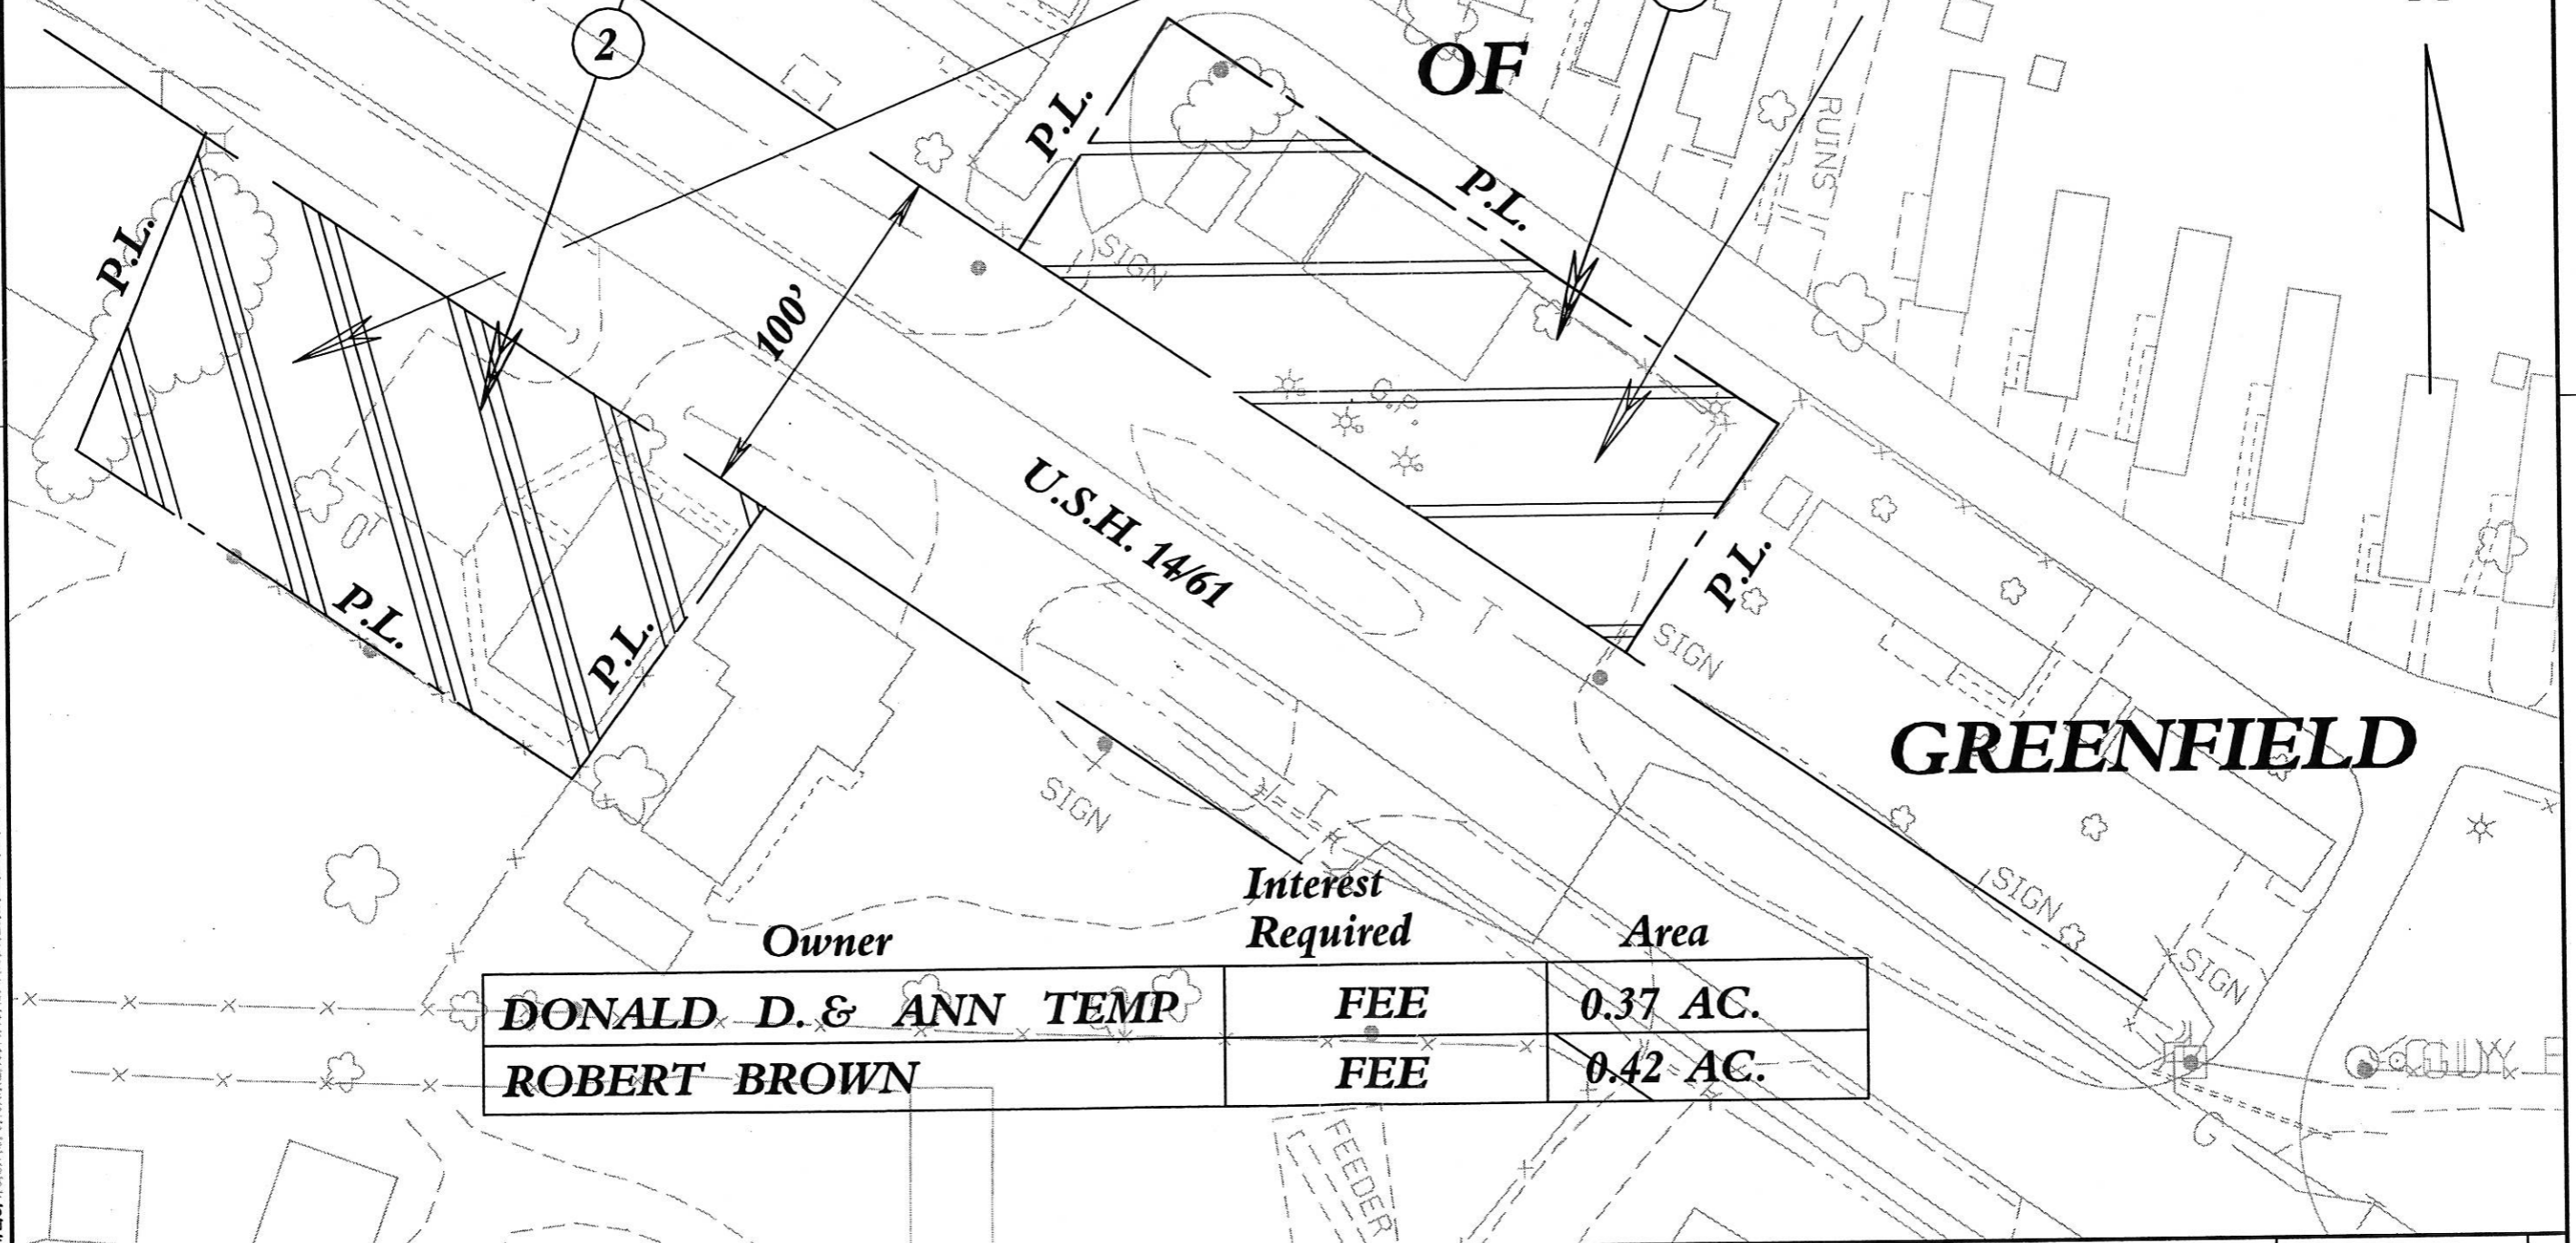 2
OF
P.L.
RUINS
P.L.
P.L.
SIGN
100'
G.P.
U.S.H. 14/61
P.L.
P.L.
P.L.
SIGN
GREENFIELD
SIGN
SIGN
SIGN
Owner Interest Required Area
DONALD D. & ANN TEMP FEE 0.37 AC.
ROBERT BROWN FEE 0.42 AC.
GUY
FEEDER